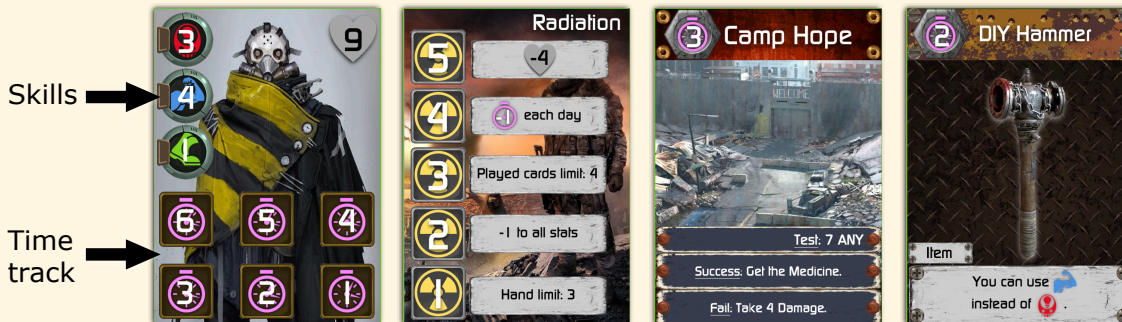 Skills
Time
track
3
4
1
9
6 5 4
3 2 1
Radiation
5
-4
4
-1 each day
3
Played cards limit: 4
2
-1 to all stats
1
Hand limit: 3
3 Camp Hope
WELCOME
Test: 7 ANY
Success: Get the Medicine.
Fail: Take 4 Damage.
2 DIY Hammer
Item
You can use
instead of .